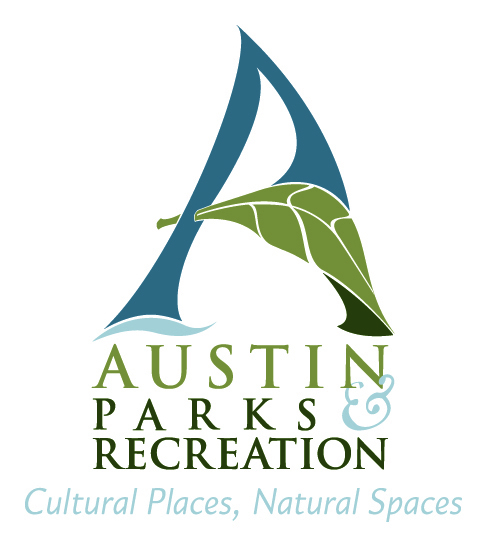 AUSTIN
PARKS &
RECREATION
Cultural Places, Natural Spaces